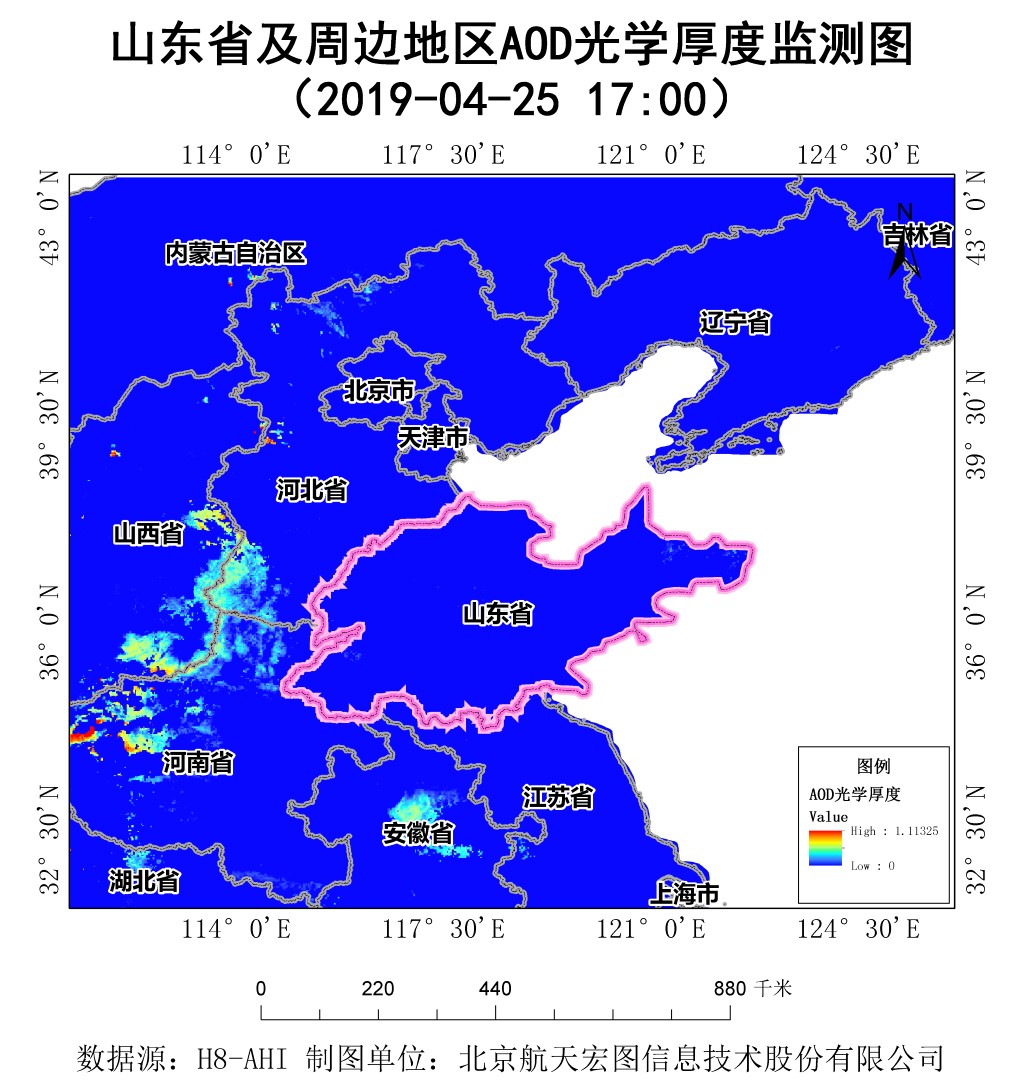 山东省及周边地区AOD光学厚度监测图
(2019-04-25 17:00)
114° 0'E 117° 30'E 121° 0'E 124° 30'E
43° 0'N
39° 30'N
36° 0'N
32° 30'N
43° 0'N
39° 30'N
36° 0'N
32° 30'N
N
吉林省
内蒙古自治区
辽宁省
北京市
天津市
河北省
山西省
山东省
河南省
江苏省
安徽省
湖北省
上海市
图例
AOD光学厚度
Value
High : 1.11325
Low : 0
114° 0'E 117° 30'E 121° 0'E 124° 30'E
0 220 440 880 千米
数据源: H8-AHI 制图单位: 北京航天宏图信息技术股份有限公司